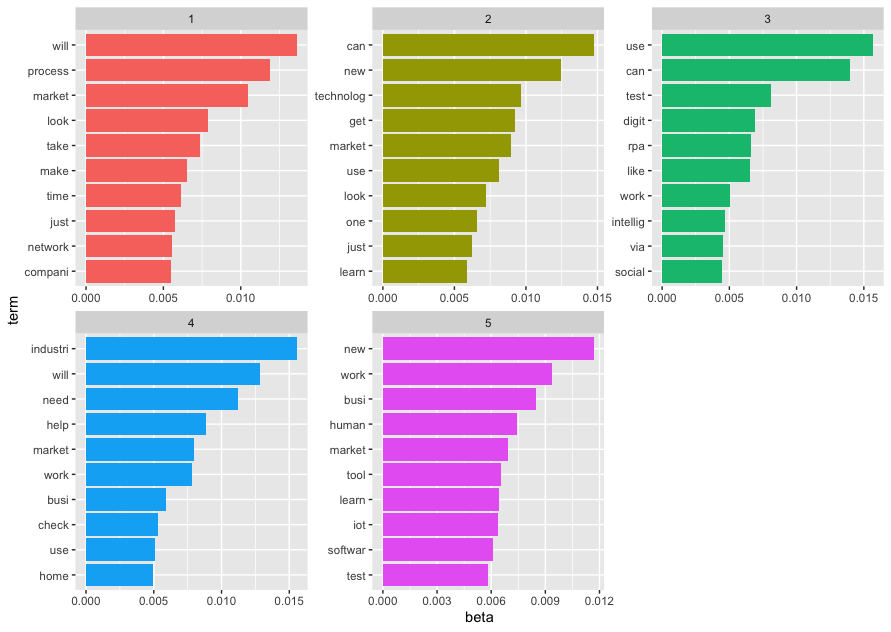 1
will
process
market
look
take
make
time
just
network
compani
0.000 0.005 0.010
2
can
new
technolog
get
market
use
look
one
just
learn
0.000 0.005 0.010 0.015
3
use
can
test
digit
rpa
like
work
intellig
via
social
0.000 0.005 0.010 0.015
term
4
industri
will
need
help
market
work
busi
check
use
home
0.000 0.005 0.010 0.015
5
new
work
busi
human
market
tool
learn
iot
softwar
test
0.000 0.003 0.006 0.009 0.012
beta